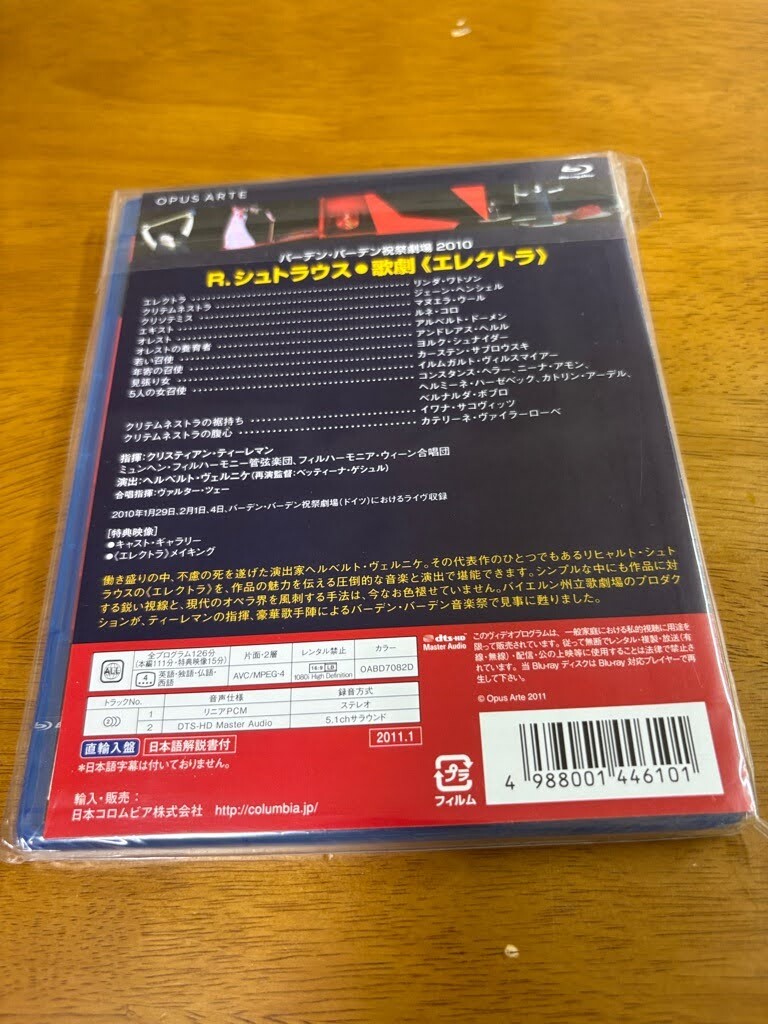 OPUS ARTE
Blu-ray Disc
バーデン・バーデン祝祭劇場 2010
R.シュトラウス●歌劇《エレクトラ》
エレクトラ リンダ・ワトソン
クリテムネストラ ジェーン・ヘンシェル
クリソテミス マヌエラ・ウール
エギスト ルネ・コロ
オレスト アルベルト・ドーメン
オレストの養育者 アンドレアス・ヘルル
若い召使 ヨルク・シュナイダー
年寄の召使 カーステン・サブロウスキ
見張り女 イルムガルト・ヴィルスマイアー
5人の女召使 コンスタンス・ヘラー、ニーナ・アモン、
ヘルミーネ・ハーゼベック、カトリン・アーデル、
ベルナルダ・ボブロ
クリテムネストラの裾持ち イワナ・サコヴィッツ
クリテムネストラの腹心 カテリーネ・ヴァイラーローベ
指揮:クリスティアン・ティーレマン
ミュンヘン・フィルハーモニー管弦楽団、フィルハーモニア・ウィーン合唱団
演出:ヘルベルト・ヴェルニケ(再演監督:ベッティーナ・ゲシュル)
合唱指揮:ヴァルター・ツェー
2010年1月29日、2月1日、4日、バーデン・バーデン祝祭劇場(ドイツ)におけるライヴ収録
[特典映像]
●キャスト・ギャラリー
●《エレクトラ》メイキング
働き盛りの中、不慮の死を遂げた演出家ヘルベルト・ヴェルニケ。その代表作のひとつでもあるリヒャルト・シュト
ラウスの《エレクトラ》を、作品の魅力を伝える圧倒的な音楽と演出で堪能できます。シンプルな中にも作品に対
する鋭い視線と、現代のオペラ界を風刺する手法は、今なお色褪せていません。バイエルン州立歌劇場のプロダク
ションが、ティーレマンの指揮、豪華歌手陣によるバーデン・バーデン音楽祭で見事に甦りました。
ALL
全プログラム126分
(本編111分・特典映像15分)
片面・2層
レンタル禁止
カラー
4 英語・独語・仏語・
西語
AVC/MPEG-4
16:9 LB
1080i High Definition
OABD7082D
トラックNo. 音声仕様 録音方式
1 リニアPCM ステレオ
2 DTS-HD Master Audio 5.1chサラウンド
dts-HD
Master Audio
このヴィデオプログラムは、一般家庭における私的視聴に用途を
限って販売されています。従って無断でレンタル・複製・放送(有
線・無線)・配信・公の上映等に使用することは法律で禁止され
ています。当 Blu-ray ディスクは Blu-ray 対応プレイヤーで再
生して下さい。
© Opus Arte 2011
直輸入盤 日本語解説書付
2011.1
*日本語字幕は付いておりません。
プラ
フィルム
4 988001 446101
輸入・販売:
日本コロムビア株式会社 http://columbia.jp/